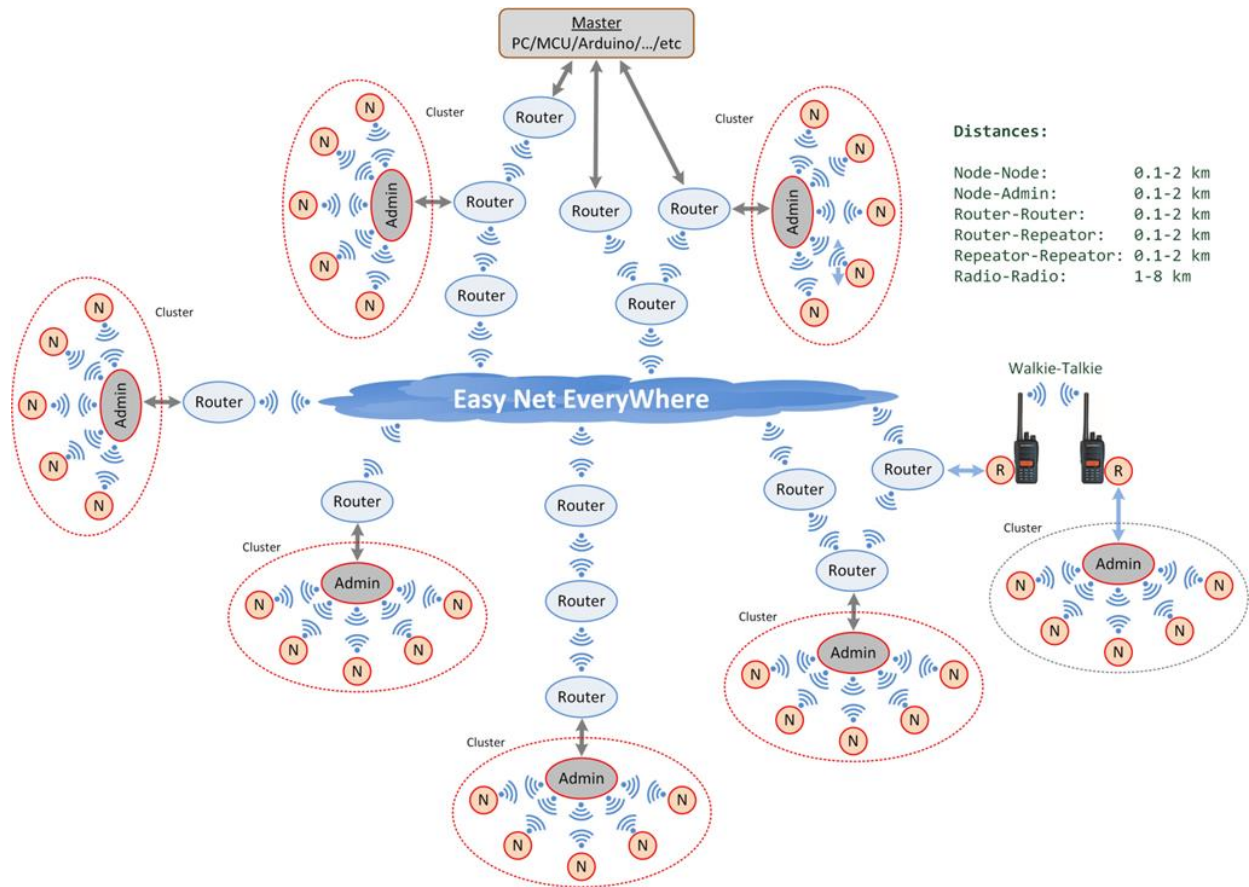 Master
PC/MCU/Arduino/…/etc
Cluster
N
N
N
N
N
Admin
Router
Router
Router
Router
Router
Router
Cluster
N
N
N
N
N
Admin
Distances:
Node-Node: 0.1-2 km
Node-Admin: 0.1-2 km
Router-Router: 0.1-2 km
Router-Repeator: 0.1-2 km
Repeator-Repeator: 0.1-2 km
Radio-Radio: 1-8 km
Cluster
N
N
N
N
N
Admin
Router
Easy Net EveryWhere
Walkie-Talkie
R
R
Router
Router
Router
Router
Cluster
Admin
N
N
N
N
N
Router
Router
Router
Cluster
Admin
N
N
N
N
N
Cluster
Admin
N
N
N
N
N
Cluster
Admin
N
N
N
N
N